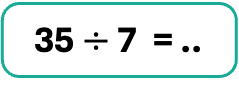 35 ÷ 7 = ..